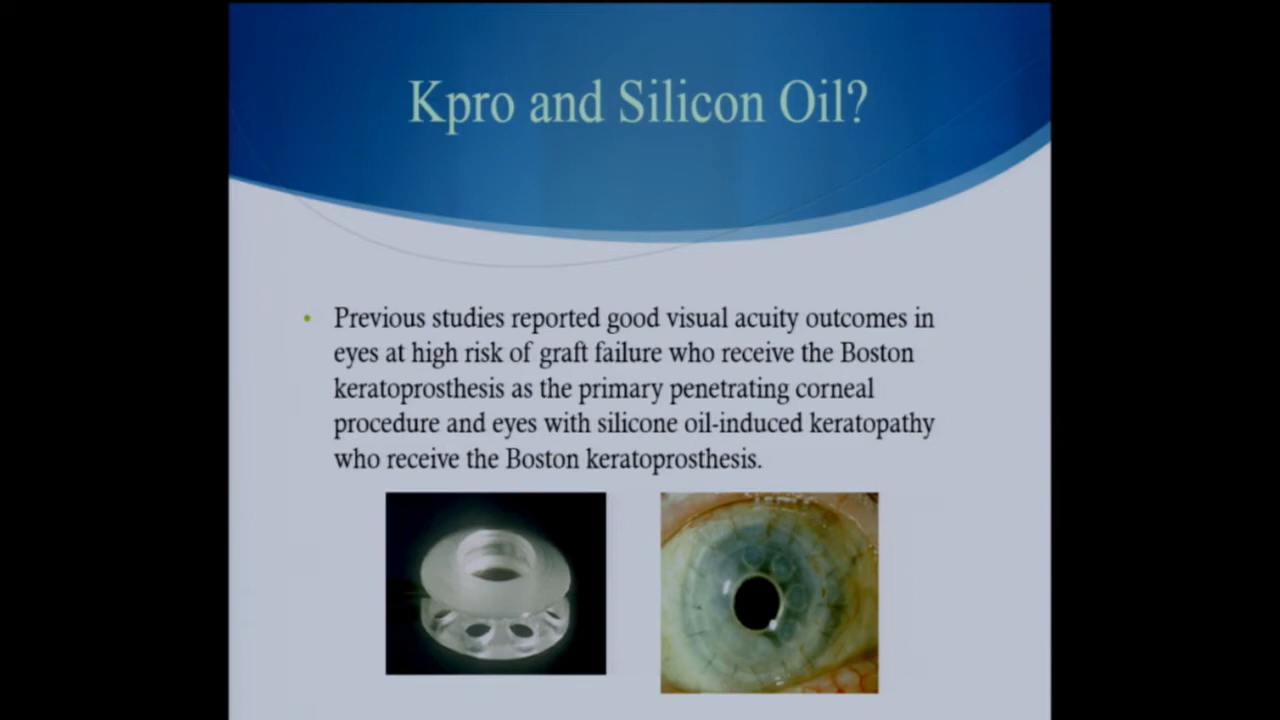 Kpro and Silicon Oil?
Previous studies reported good visual acuity outcomes in
eyes at high risk of graft failure who receive the Boston
keratoprosthesis as the primary penetrating corneal
procedure and eyes with silicone oil-induced keratopathy
who receive the Boston keratoprosthesis.